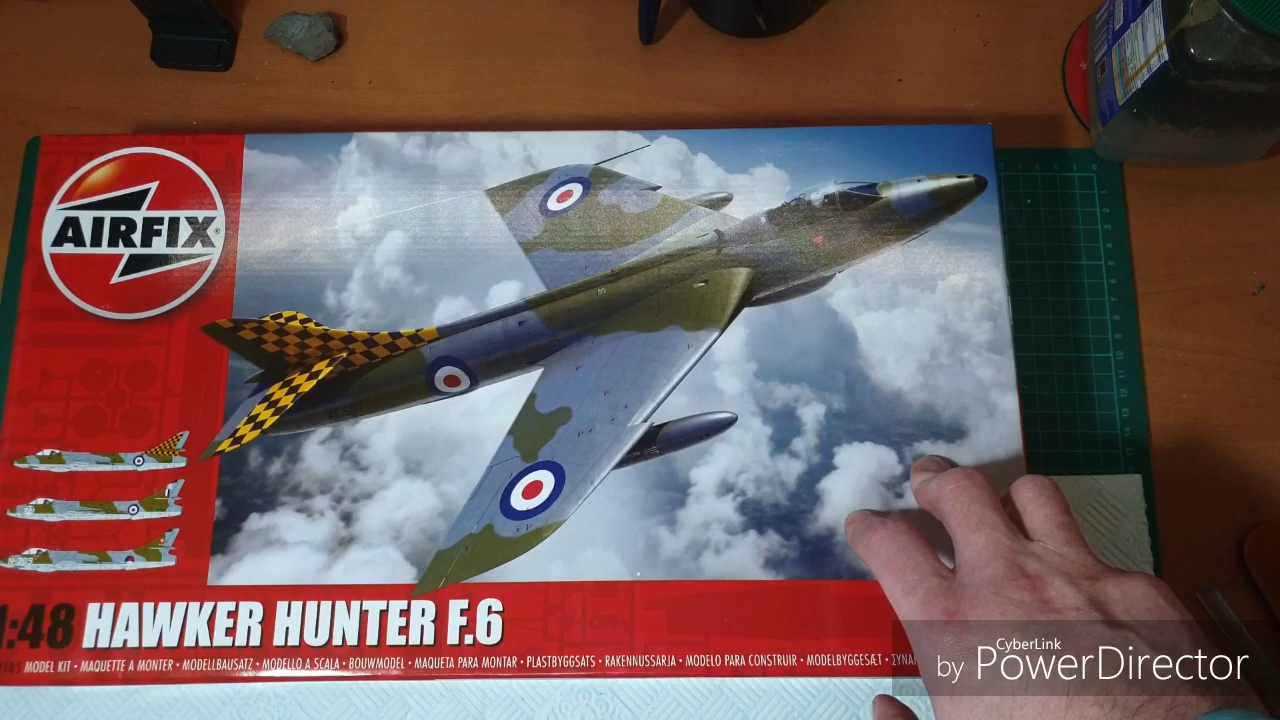 AIRFIX
1:48 HAWKER HUNTER F.6
MODEL KIT • MAQUETTE A MONTER • MODELLBAUSATZ • MODELLO A SCALA • BOUWMODEL • MAQUETA PARA MONTAR • PLASTBYGGSATS • RAKENNUSSARJA • MODELO PARA CONSTRUIR • MODELBYGGESÆT •
CyberLink
by PowerDirector